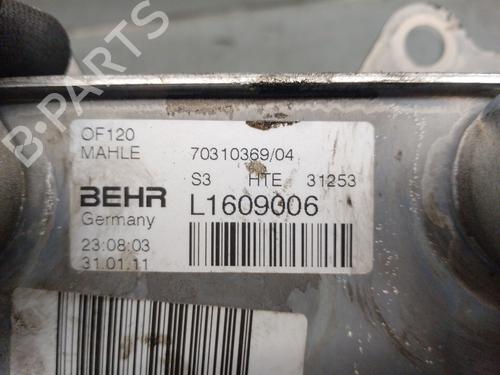 B-PARTS
OF120
MAHLE 70310369/04
S3 HTE 31253
BEHR L1609006
Germany
23:08:03
31.01.11